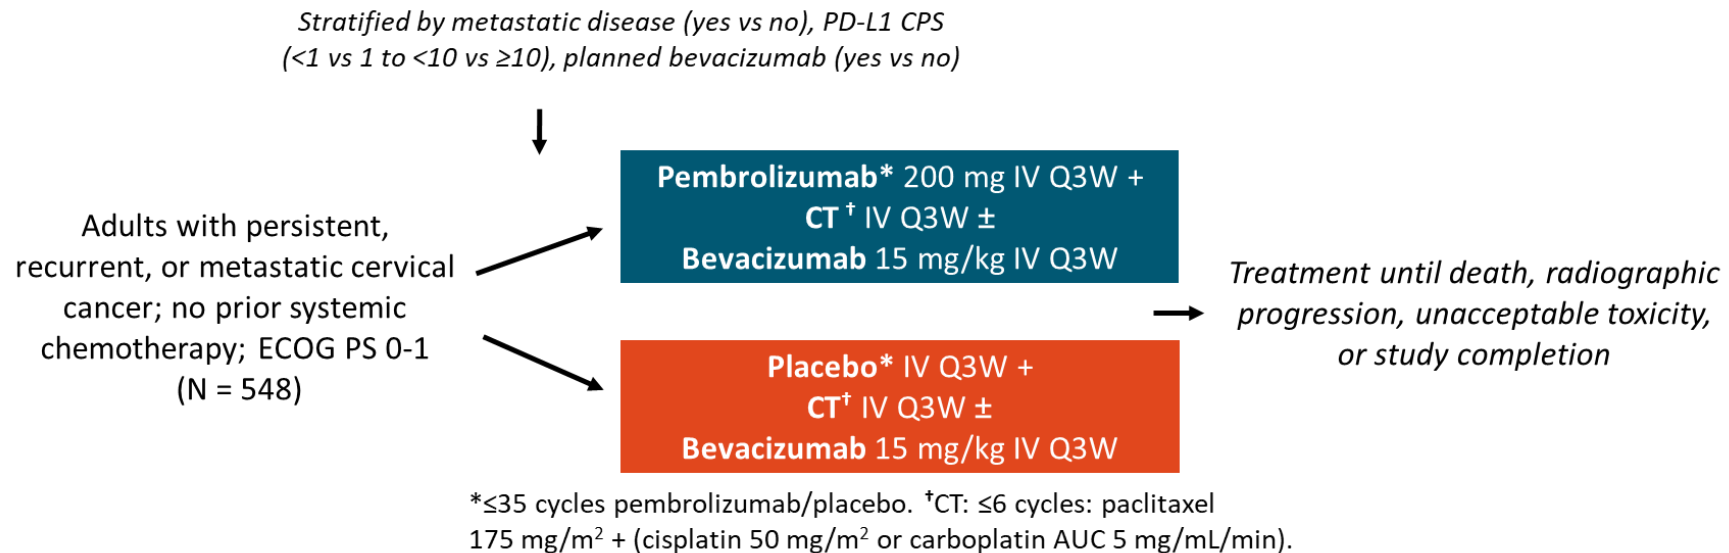 Stratified by metastatic disease (yes vs no), PD-L1 CPS
(<1 vs 1 to <10 vs ≥10), planned bevacizumab (yes vs no)
Adults with persistent,
recurrent, or metastatic cervical
cancer; no prior systemic
chemotherapy; ECOG PS 0-1
(N = 548)
Pembrolizumab* 200 mg IV Q3W +
CT † IV Q3W ±
Bevacizumab 15 mg/kg IV Q3W
Placebo* IV Q3W +
CT† IV Q3W ±
Bevacizumab 15 mg/kg IV Q3W
Treatment until death, radiographic
progression, unacceptable toxicity,
or study completion
*≤35 cycles pembrolizumab/placebo. †CT: ≤6 cycles: paclitaxel
175 mg/m² + (cisplatin 50 mg/m² or carboplatin AUC 5 mg/mL/min).